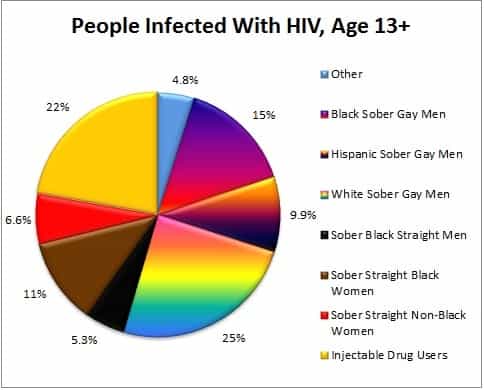 People Infected With HIV, Age 13+
4.8%
15%
9.9%
25%
5.3%
11%
6.6%
22%
Other
Black Sober Gay Men
Hispanic Sober Gay Men
White Sober Gay Men
Sober Black Straight Men
Sober Straight Black
Women
Sober Straight Non-Black
Women
Injectable Drug Users